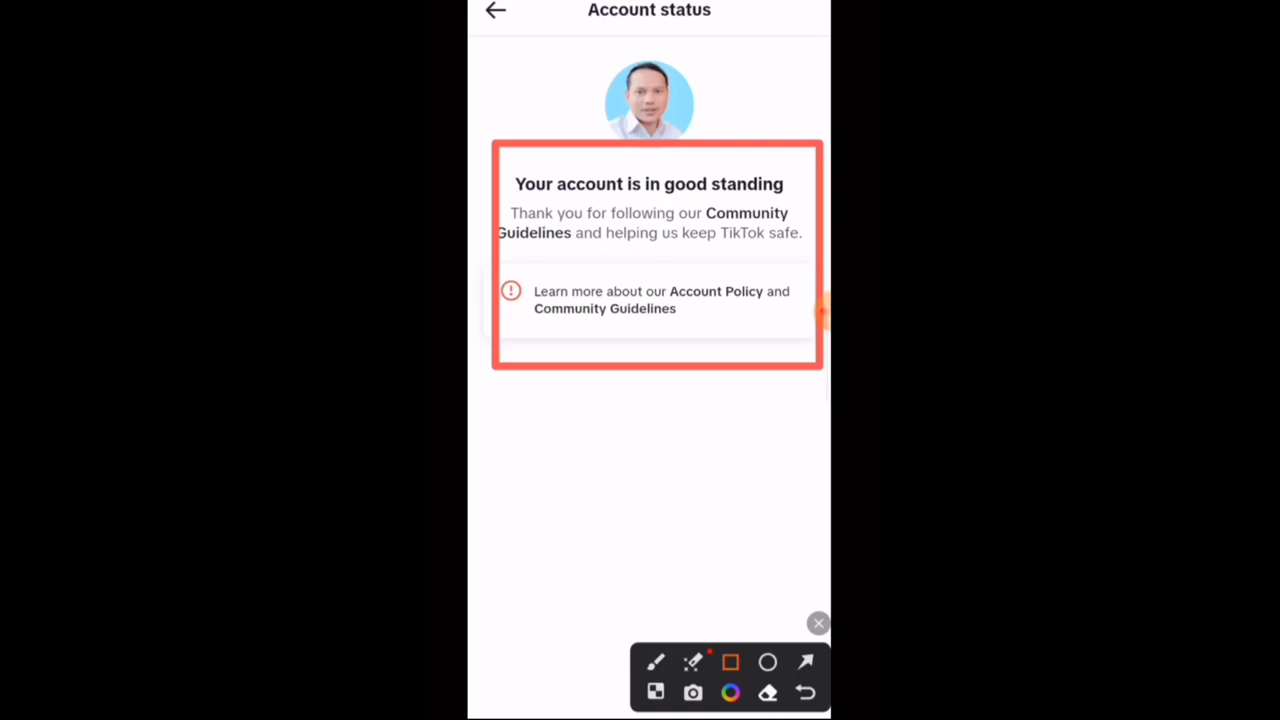 Account status
Your account is in good standing
Thank you for following our Community
Guidelines and helping us keep TikTok safe.
Learn more about our Account Policy and
Community Guidelines